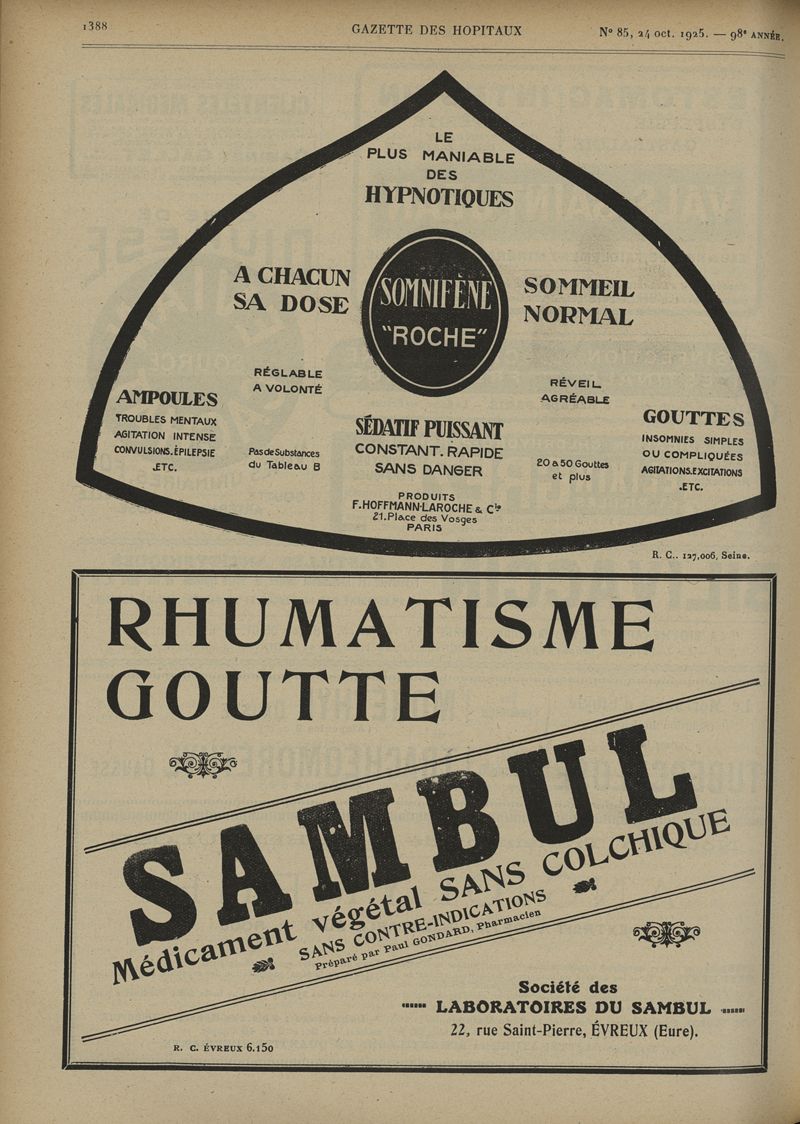 1388
GAZETTE DES HOPITAUX
N° 85, 24 oct. 1925. — 98e ANNÉE.
LE
PLUS MANIABLE
DES
HYPNOTIQUES
A CHACUN
SA DOSE
SOMNIFÈNE
"ROCHE"
SOMMEIL
NORMAL
RÉGLABLE
A VOLONTÉ
RÉVEIL
AGRÉABLE
AMPOULES
TROUBLES MENTAUX
AGITATION INTENSE
CONVULSIONS.ÉPILEPSIE
.ETC.
Pas de Substances
du Tableau B
SÉDATIF PUISSANT
CONSTANT. RAPIDE
SANS DANGER
20 a 50 Gouttes
et plus
GOUTTES
INSOMNIES SIMPLES
OU COMPLIQUÉES
AGITATIONS.EXCITATIONS
.ETC.
PRODUITS
F.HOFFMANN-LAROCHE & Cie
21.Place des Vosges
PARIS
R. C.. 127,006, Seine.
RHUMATISME
GOUTTE
SAMBUL
Médicament végétal SANS COLCHIQUE
SANS CONTRE-INDICATIONS
Préparé par Paul GONDARD, Pharmacien
Société des
LABORATOIRES DU SAMBUL
22, rue Saint-Pierre, ÉVREUX (Eure).
R. C. ÉVREUX 6.150